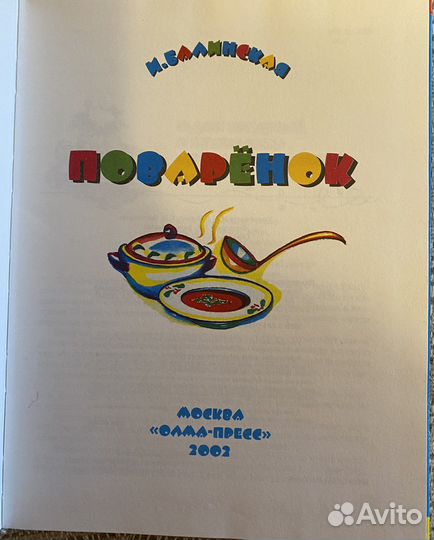 И.БАЛИНСКАЯ
ПОВАРЁНОК
МОСКВА
«ОЛМА-ПРЕСС»
2002
Avito